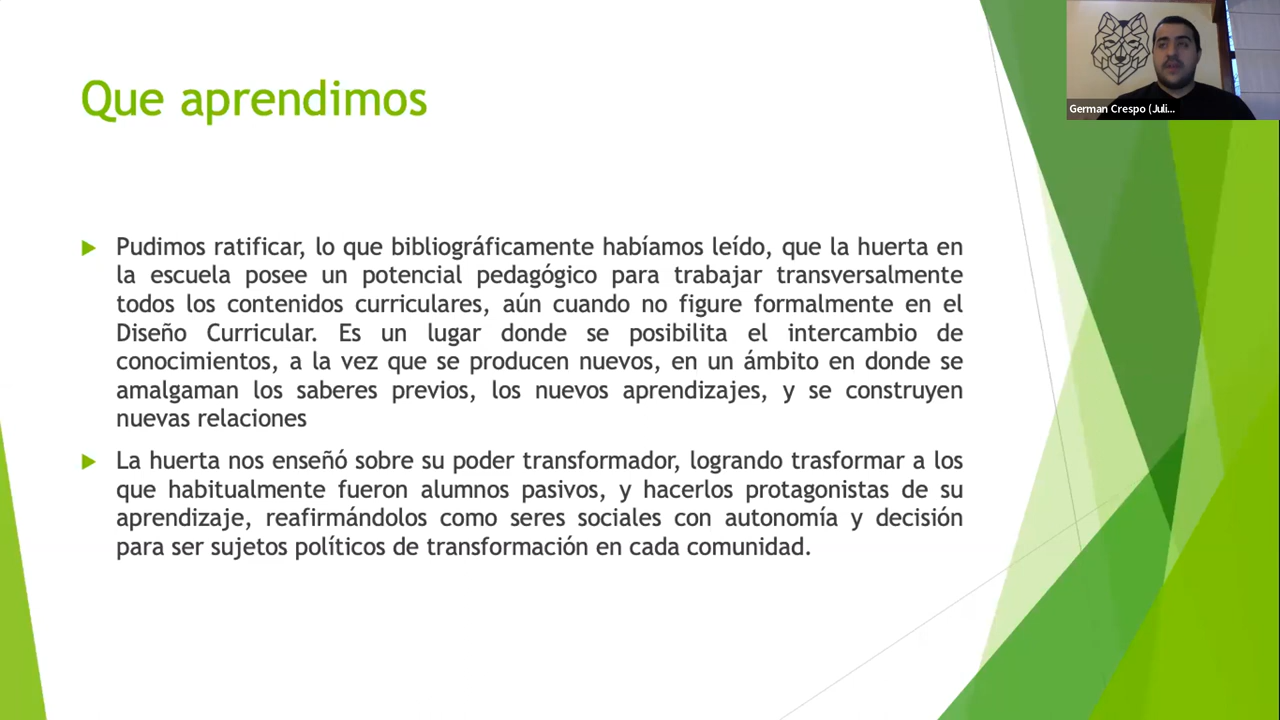 Que aprendimos
German Crespo (Juli...
Pudimos ratificar, lo que bibliográficamente habíamos leído, que la huerta en
la escuela posee un potencial pedagógico para trabajar transversalmente
todos los contenidos curriculares, aún cuando no figure formalmente en el
Diseño Curricular. Es un lugar donde se posibilita el intercambio de
conocimientos, a la vez que se producen nuevos, en un ámbito en donde se
amalgaman los saberes previos, los nuevos aprendizajes, y se construyen
nuevas relaciones
La huerta nos enseñó sobre su poder transformador, logrando trasformar a los
que habitualmente fueron alumnos pasivos, y hacerlos protagonistas de su
aprendizaje, reafirmándolos como seres sociales con autonomía y decisión
para ser sujetos políticos de transformación en cada comunidad.